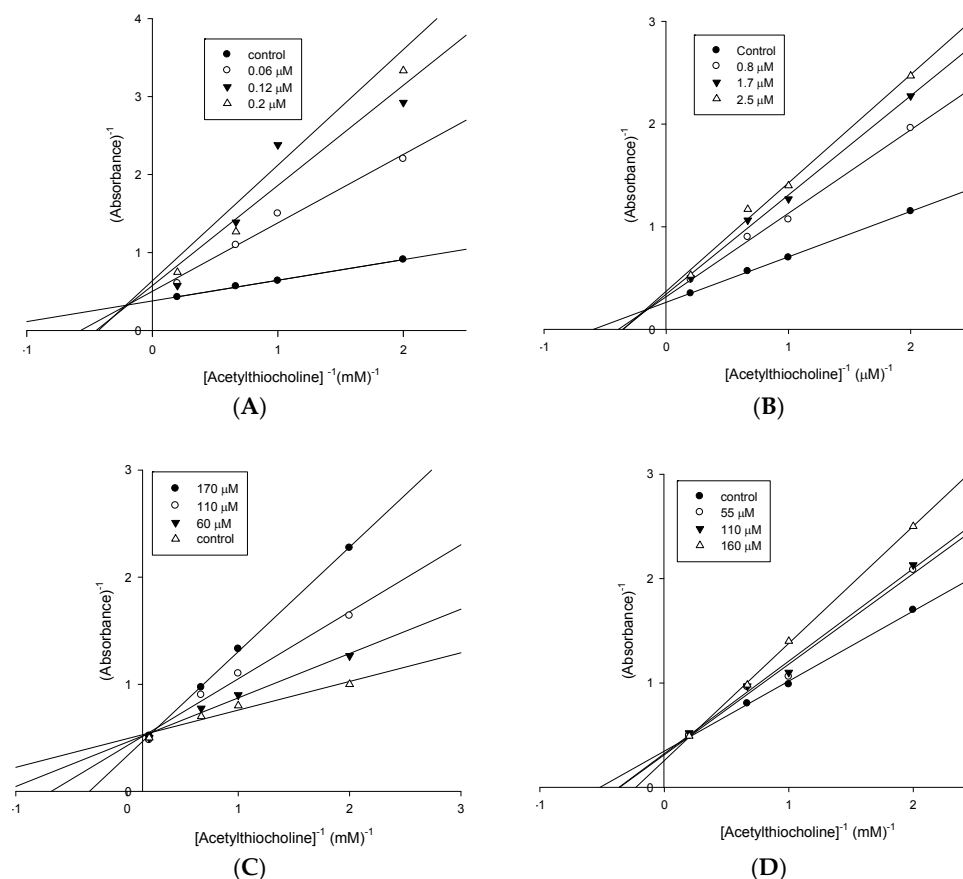 4
3
2
1
0
-1
0
1
2
(Absorbance)-1
control
0.06 µM
0.12 µM
0.2 µM
[Acetylthiocholine] -1(mM)-1
(A)
3
2
1
0
-1
0
1
2
(Absorbance)-1
Control
0.8 µM
1.7 µM
2.5 µM
[Acetylthiocholine]-1 (µM)-1
(B)
3
2
1
0
-1
0
1
2
3
(Absorbance)-1
170 µM
110 µM
60 µM
control
[Acetylthiocholine]-1 (mM)-1
(C)
3
2
1
0
-1
0
1
2
(Absorbance)-1
control
55 µM
110 µM
160 µM
[Acetylthiocholine]-1 (mM)-1
(D)